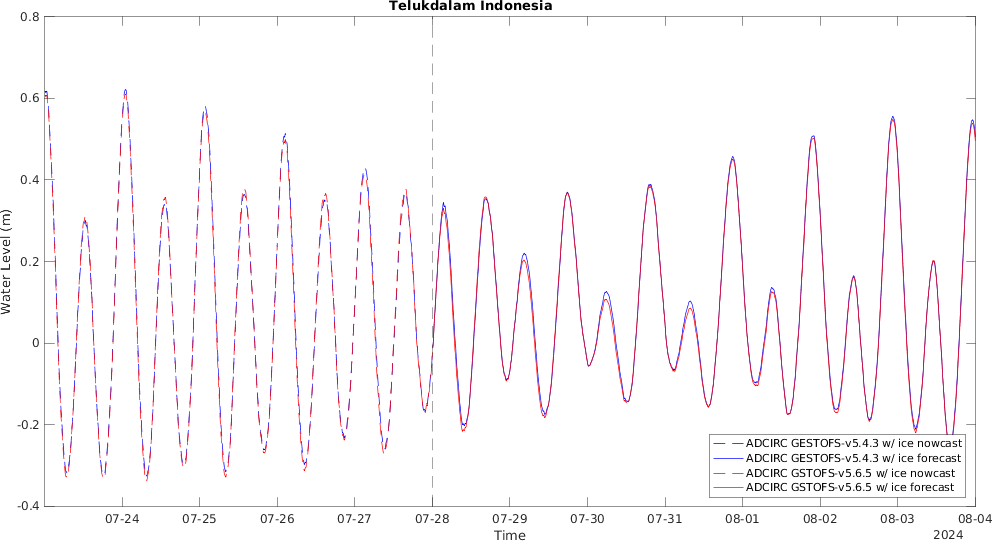 Telukdalam Indonesia
Water Level (m)
0.8
0.6
0.4
0.2
0
-0.2
-0.4
ADCIRC GESTOFS-v5.4.3 w/ ice nowcast
ADCIRC GESTOFS-v5.4.3 w/ ice forecast
ADCIRC GSTOFS-v5.6.5 w/ ice nowcast
ADCIRC GSTOFS-v5.6.5 w/ ice forecast
07-24 07-25 07-26 07-27 07-28 07-29 07-30 07-31 08-01 08-02 08-03 08-04
Time
2024